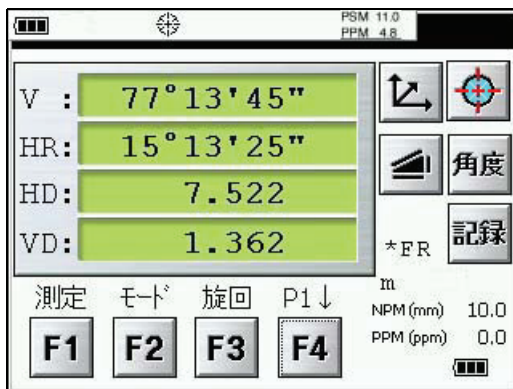 PSM 11.0
PPM 4.8
V : 77°13'45"
HR: 15°13'25"
HD: 7.522
VD: 1.362
角度
記録
*FR
m
NPM (mm) 10.0
PPM (ppm) 0.0
測定 モード 旋回 P1↓
F1 F2 F3 F4